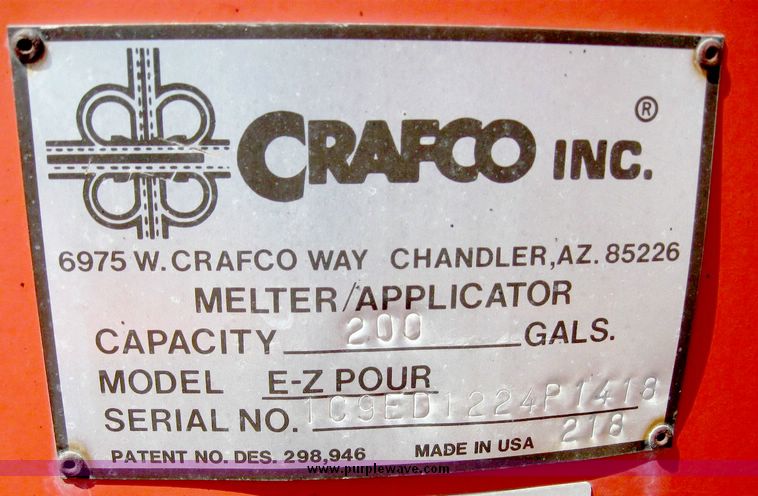 CRAFCO INC. ®
6975 W. CRAFCO WAY CHANDLER, AZ. 85226
MELTER/APPLICATOR
CAPACITY 200 GALS.
MODEL E-Z POUR
SERIAL NO. 1C9ED1224P1418
218
PATENT NO. DES. 298,946 MADE IN USA
www.purplewave.com